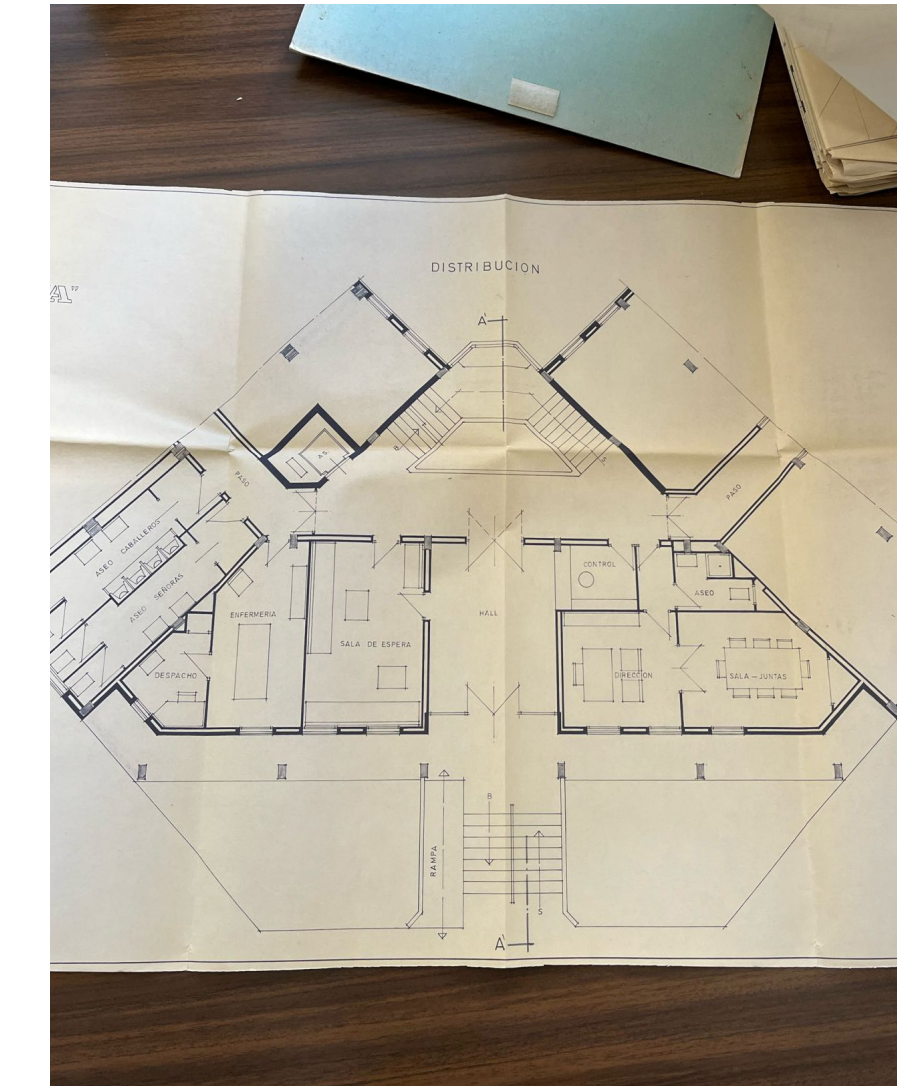 DISTRIBUCION
A'
AS.
B
S
PASO
PASO
ASEO CABALLEROS
ASEO SEÑORAS
ENFERMERIA
SALA DE ESPERA
HALL
CONTROL
ASEO
DESPACHO
DIRECCION
SALA-JUNTAS
B
RAMPA
S
A'